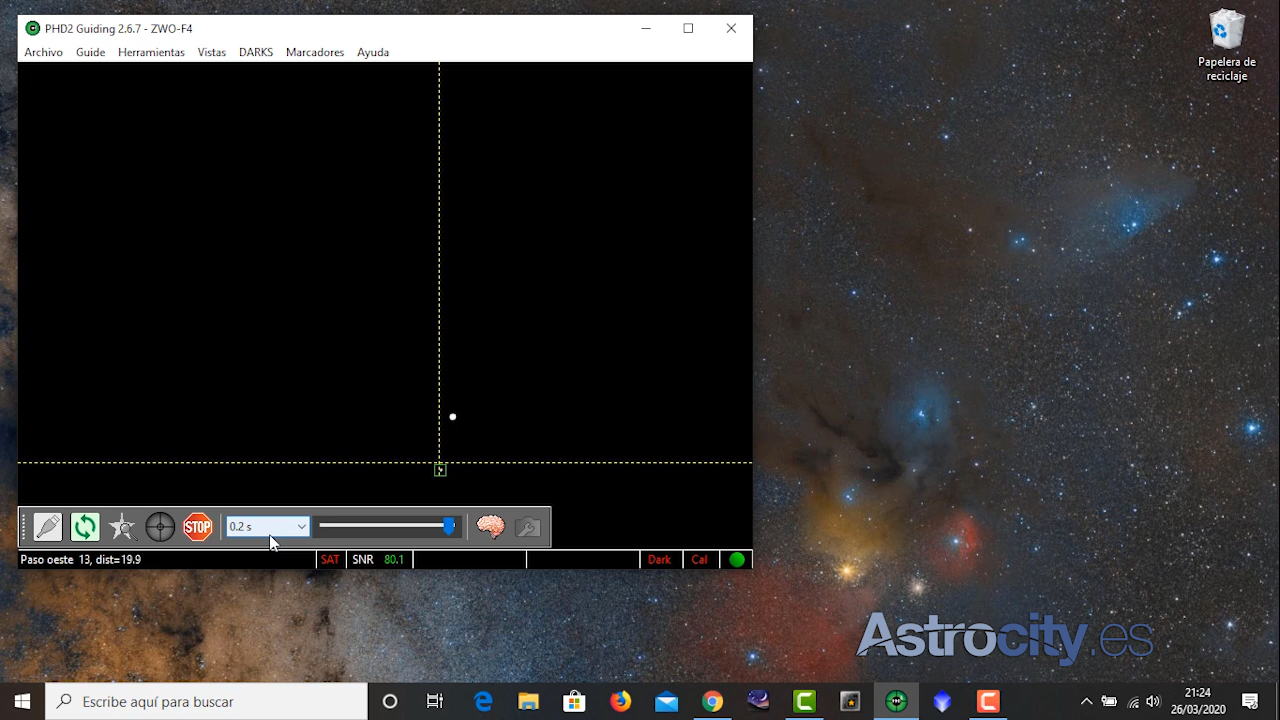 PHD2 Guiding 2.6.7 - ZWO-F4
Archivo Guide Herramientas Vistas DARKS Marcadores Ayuda
Papelera de
reciclaje
STOP 0.2 s
Paso oeste 13, dist=19.9 SAT SNR 80.1 Dark Cal
Astrocity.es
Escribe aquí para buscar
21:24
26/03/2020